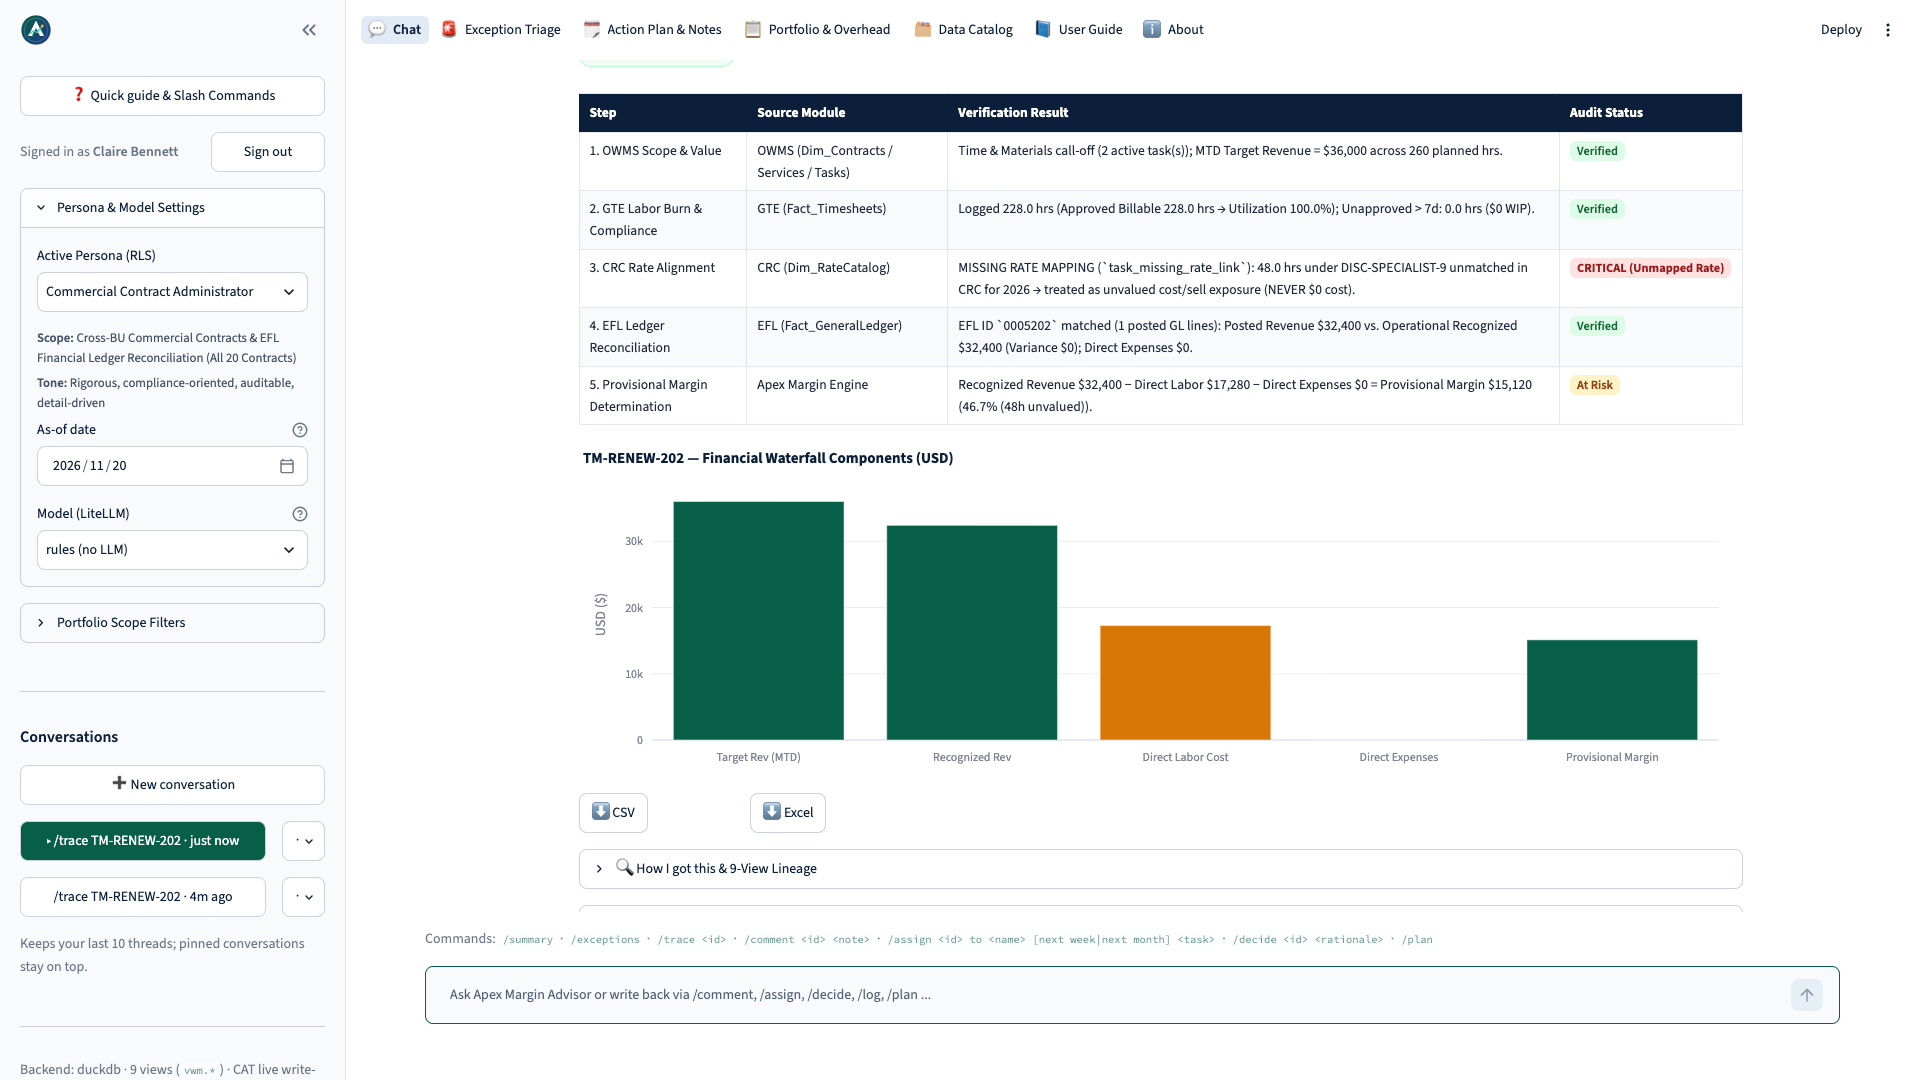 Chat
Exception Triage
Action Plan & Notes
Portfolio & Overhead
Data Catalog
User Guide
About
Deploy
Quick guide & Slash Commands
Signed in as Claire Bennett
Sign out
Persona & Model Settings
Active Persona (RLS)
Commercial Contract Administrator
Scope: Cross-BU Commercial Contracts & EFL
Financial Ledger Reconciliation (All 20 Contracts)
Tone: Rigorous, compliance-oriented, auditable,
detail-driven
As-of date
2026/11/20
Model (LiteLLM)
rules (no LLM)
Portfolio Scope Filters
Conversations
New conversation
/trace TM-RENEW-202 · just now
/trace TM-RENEW-202 · 4m ago
Keeps your last 10 threads; pinned conversations
stay on top.
Backend: duckdb · 9 views ( vwm.* ) · CAT live write-
Step
Source Module
Verification Result
Audit Status
1. OWMS Scope & Value
OWMS (Dim_Contracts /
Services / Tasks)
Time & Materials call-off (2 active task(s)); MTD Target Revenue = $36,000 across 260 planned hrs.
Verified
2. GTE Labor Burn &
Compliance
GTE (Fact_Timesheets)
Logged 228.0 hrs (Approved Billable 228.0 hrs → Utilization 100.0%); Unapproved > 7d: 0.0 hrs ($0 WIP).
Verified
3. CRC Rate Alignment
CRC (Dim_RateCatalog)
MISSING RATE MAPPING (`task_missing_rate_link`): 48.0 hrs under DISC-SPECIALIST-9 unmatched in
CRC for 2026 → treated as unvalued cost/sell exposure (NEVER $0 cost).
CRITICAL (Unmapped Rate)
4. EFL Ledger
Reconciliation
EFL (Fact_GeneralLedger)
EFL ID `0005202` matched (1 posted GL lines): Posted Revenue $32,400 vs. Operational Recognized
$32,400 (Variance $0); Direct Expenses $0.
Verified
5. Provisional Margin
Determination
Apex Margin Engine
Recognized Revenue $32,400 − Direct Labor $17,280 − Direct Expenses $0 = Provisional Margin $15,120
(46.7% (48h unvalued)).
At Risk
TM-RENEW-202 — Financial Waterfall Components (USD)
USD ($)
30k
20k
10k
0
Target Rev (MTD)
Recognized Rev
Direct Labor Cost
Direct Expenses
Provisional Margin
CSV
Excel
How I got this & 9-View Lineage
Commands: /summary · /exceptions · /trace <id> · /comment <id> <note> · /assign <id> to <name> [next week|next month] <task> · /decide <id> <rationale> · /plan
Ask Apex Margin Advisor or write back via /comment, /assign, /decide, /log, /plan ...